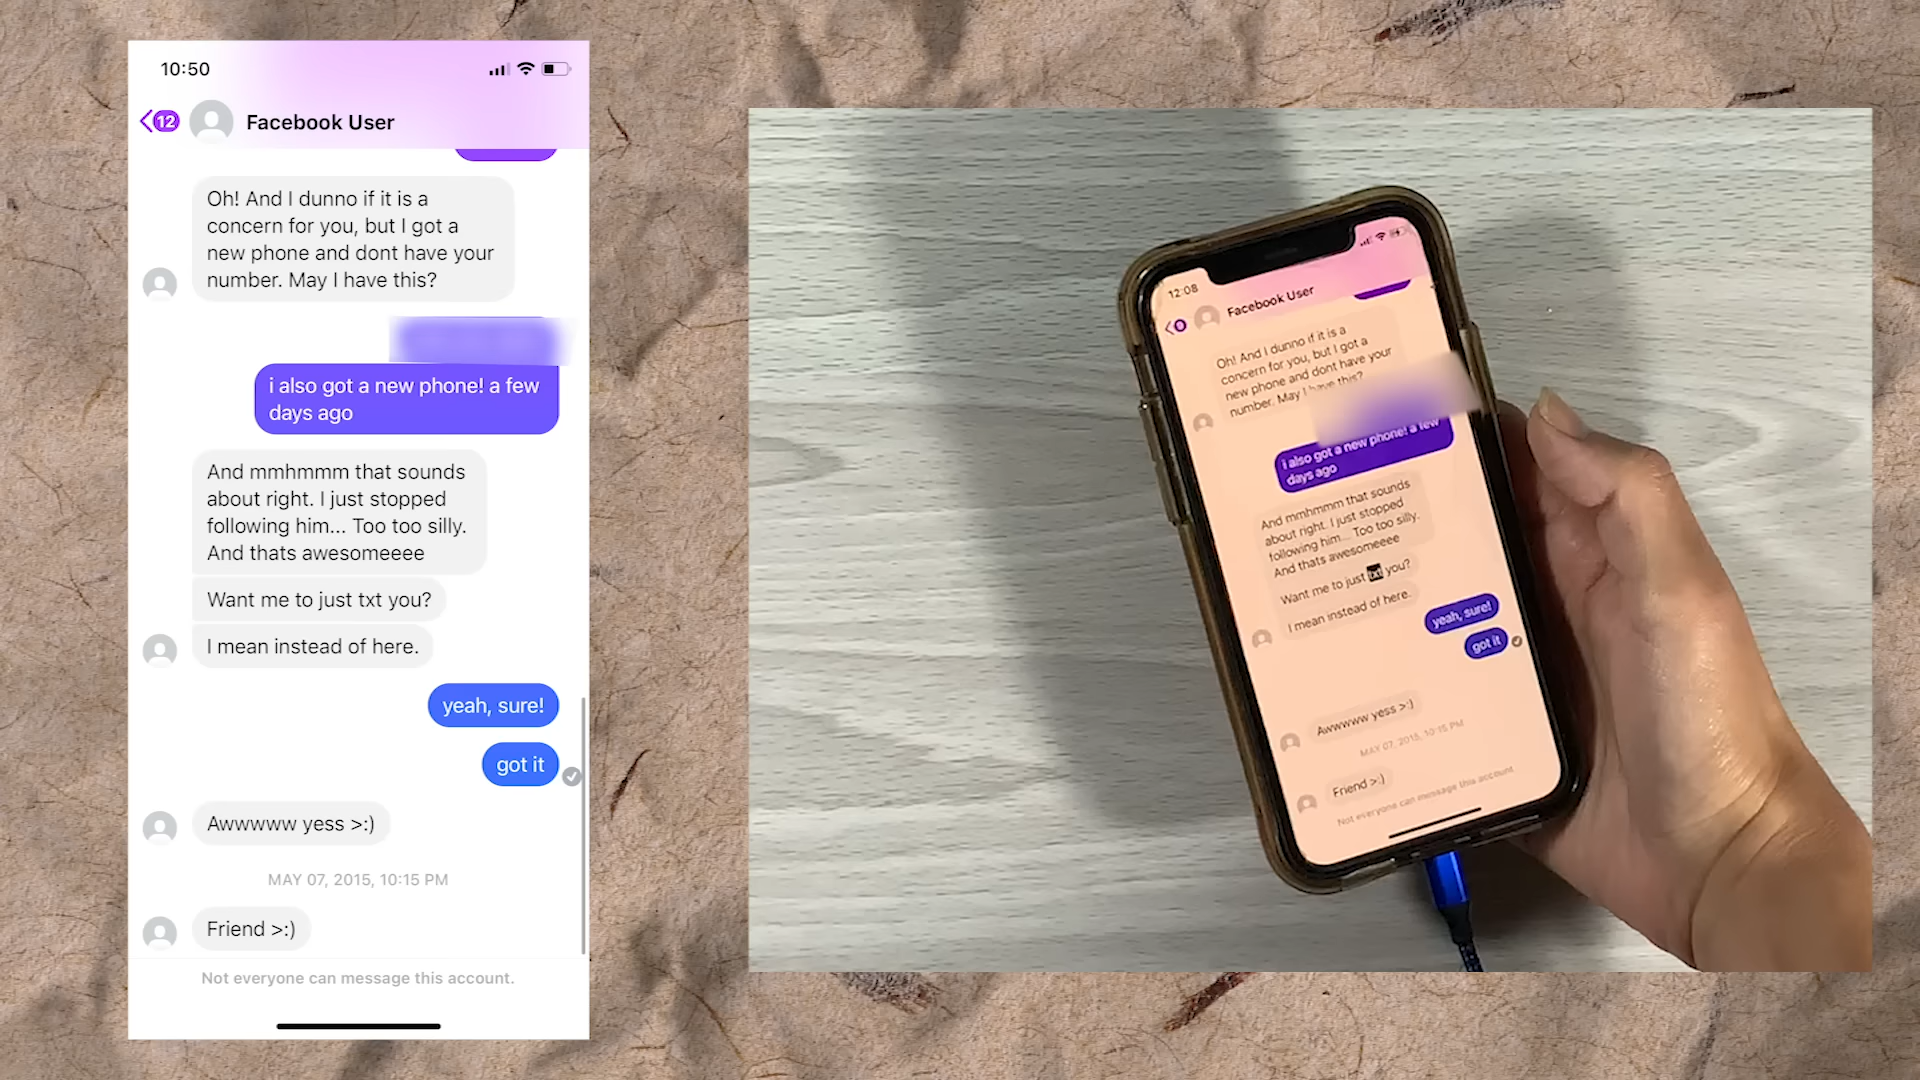 10:50
12
Facebook User
Oh! And I dunno if it is a
concern for you, but I got a
new phone and dont have your
number. May I have this?
i also got a new phone! a few
days ago
And mmhmmm that sounds
about right. I just stopped
following him... Too too silly.
And thats awesomeeee
Want me to just txt you?
I mean instead of here.
yeah, sure!
got it
Awwwww yess >:)
MAY 07, 2015, 10:15 PM
Friend >:)
Not everyone can message this account.
12:08
0
Facebook User
Oh! And I dunno if it is a
concern for you, but I got a
new phone and dont have your
number. May I have this?
i also got a new phone! a few
days ago
And mmhmmm that sounds
about right. I just stopped
following him... Too too silly.
And thats awesomeeee
Want me to just txt you?
I mean instead of here.
yeah, sure!
got it
Awwwww yess >:)
MAY 07, 2015, 10:15 PM
Friend >:)
Not everyone can message this account